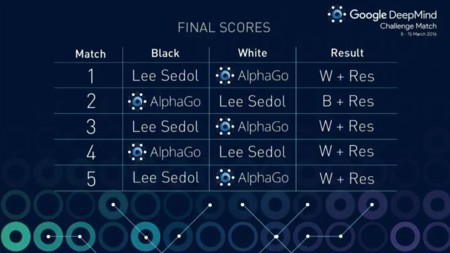 FINAL SCORES
Google DeepMind
Challenge Match
8 - 15 March 2016
Match Black White Result
1 Lee Sedol AlphaGo W + Res
2 AlphaGo Lee Sedol B + Res
3 Lee Sedol AlphaGo W + Res
4 AlphaGo Lee Sedol W + Res
5 Lee Sedol AlphaGo W + Res